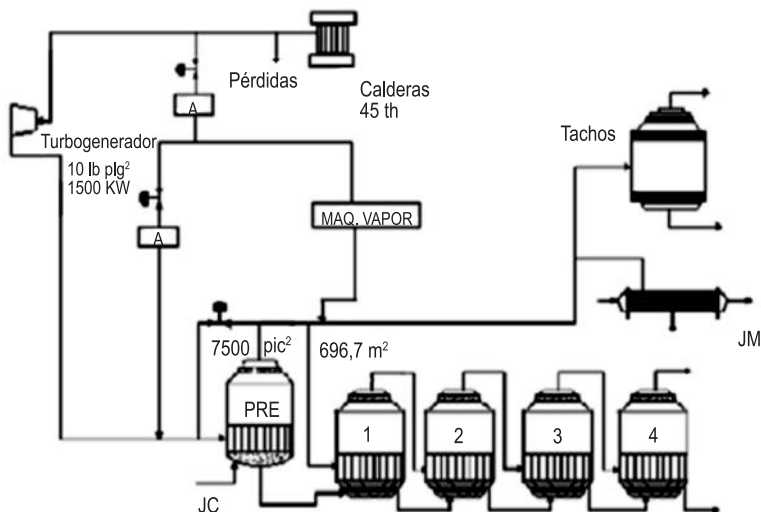 Pérdidas
Calderas
45 th
A
Turbogenerador
10 lb plg²
1500 KW
Tachos
MAQ. VAPOR
A
7500 pic²
696,7 m²
JM
PRE
1
2
3
4
JC